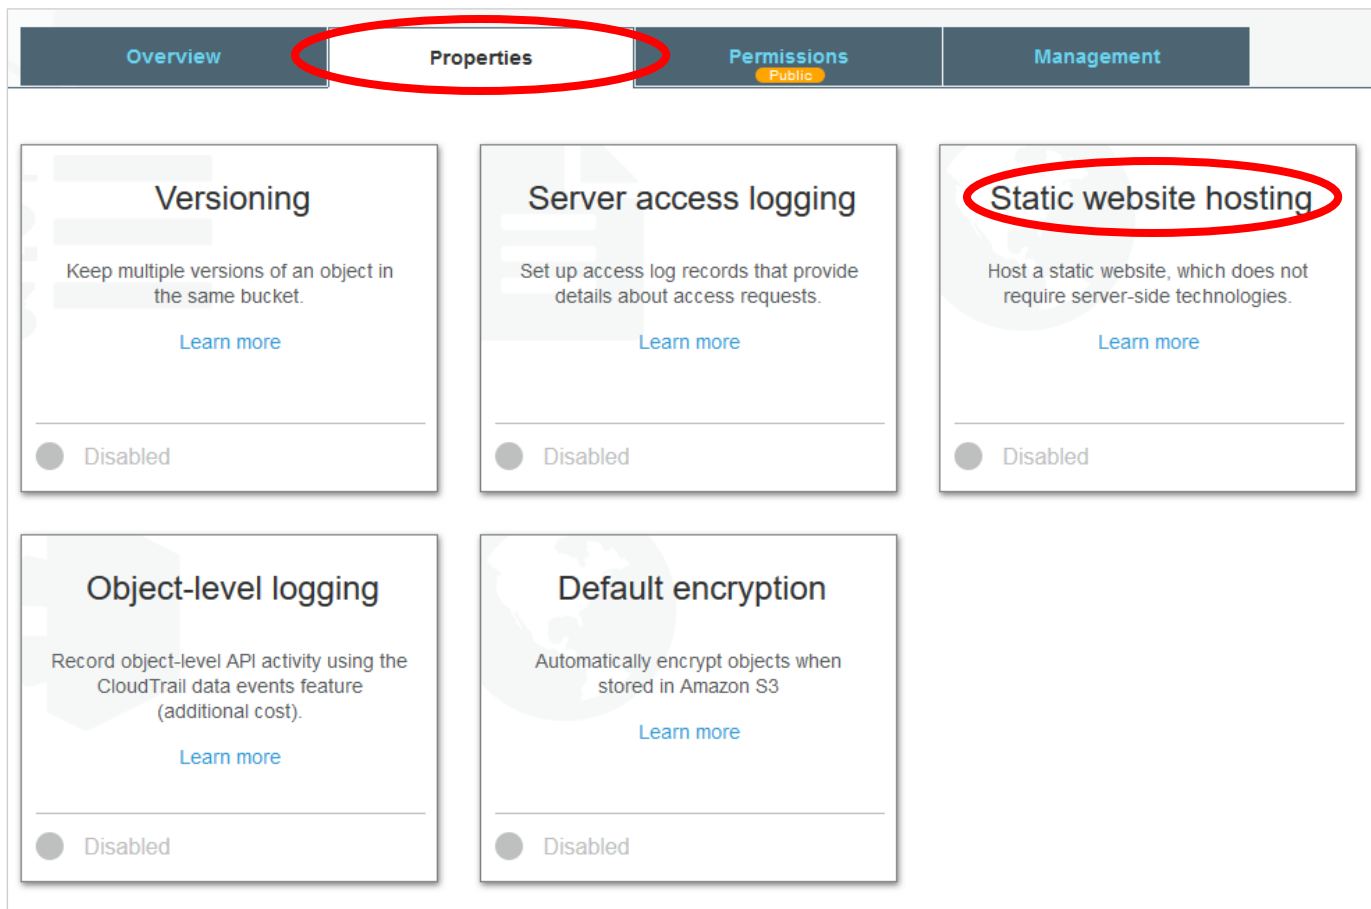 Overview
Properties
Permissions
Public
Management
Versioning
Keep multiple versions of an object in
the same bucket.
Learn more
Disabled
Server access logging
Set up access log records that provide
details about access requests.
Learn more
Disabled
Static website hosting
Host a static website, which does not
require server-side technologies.
Learn more
Disabled
Object-level logging
Record object-level API activity using the
CloudTrail data events feature
(additional cost).
Learn more
Disabled
Default encryption
Automatically encrypt objects when
stored in Amazon S3
Learn more
Disabled